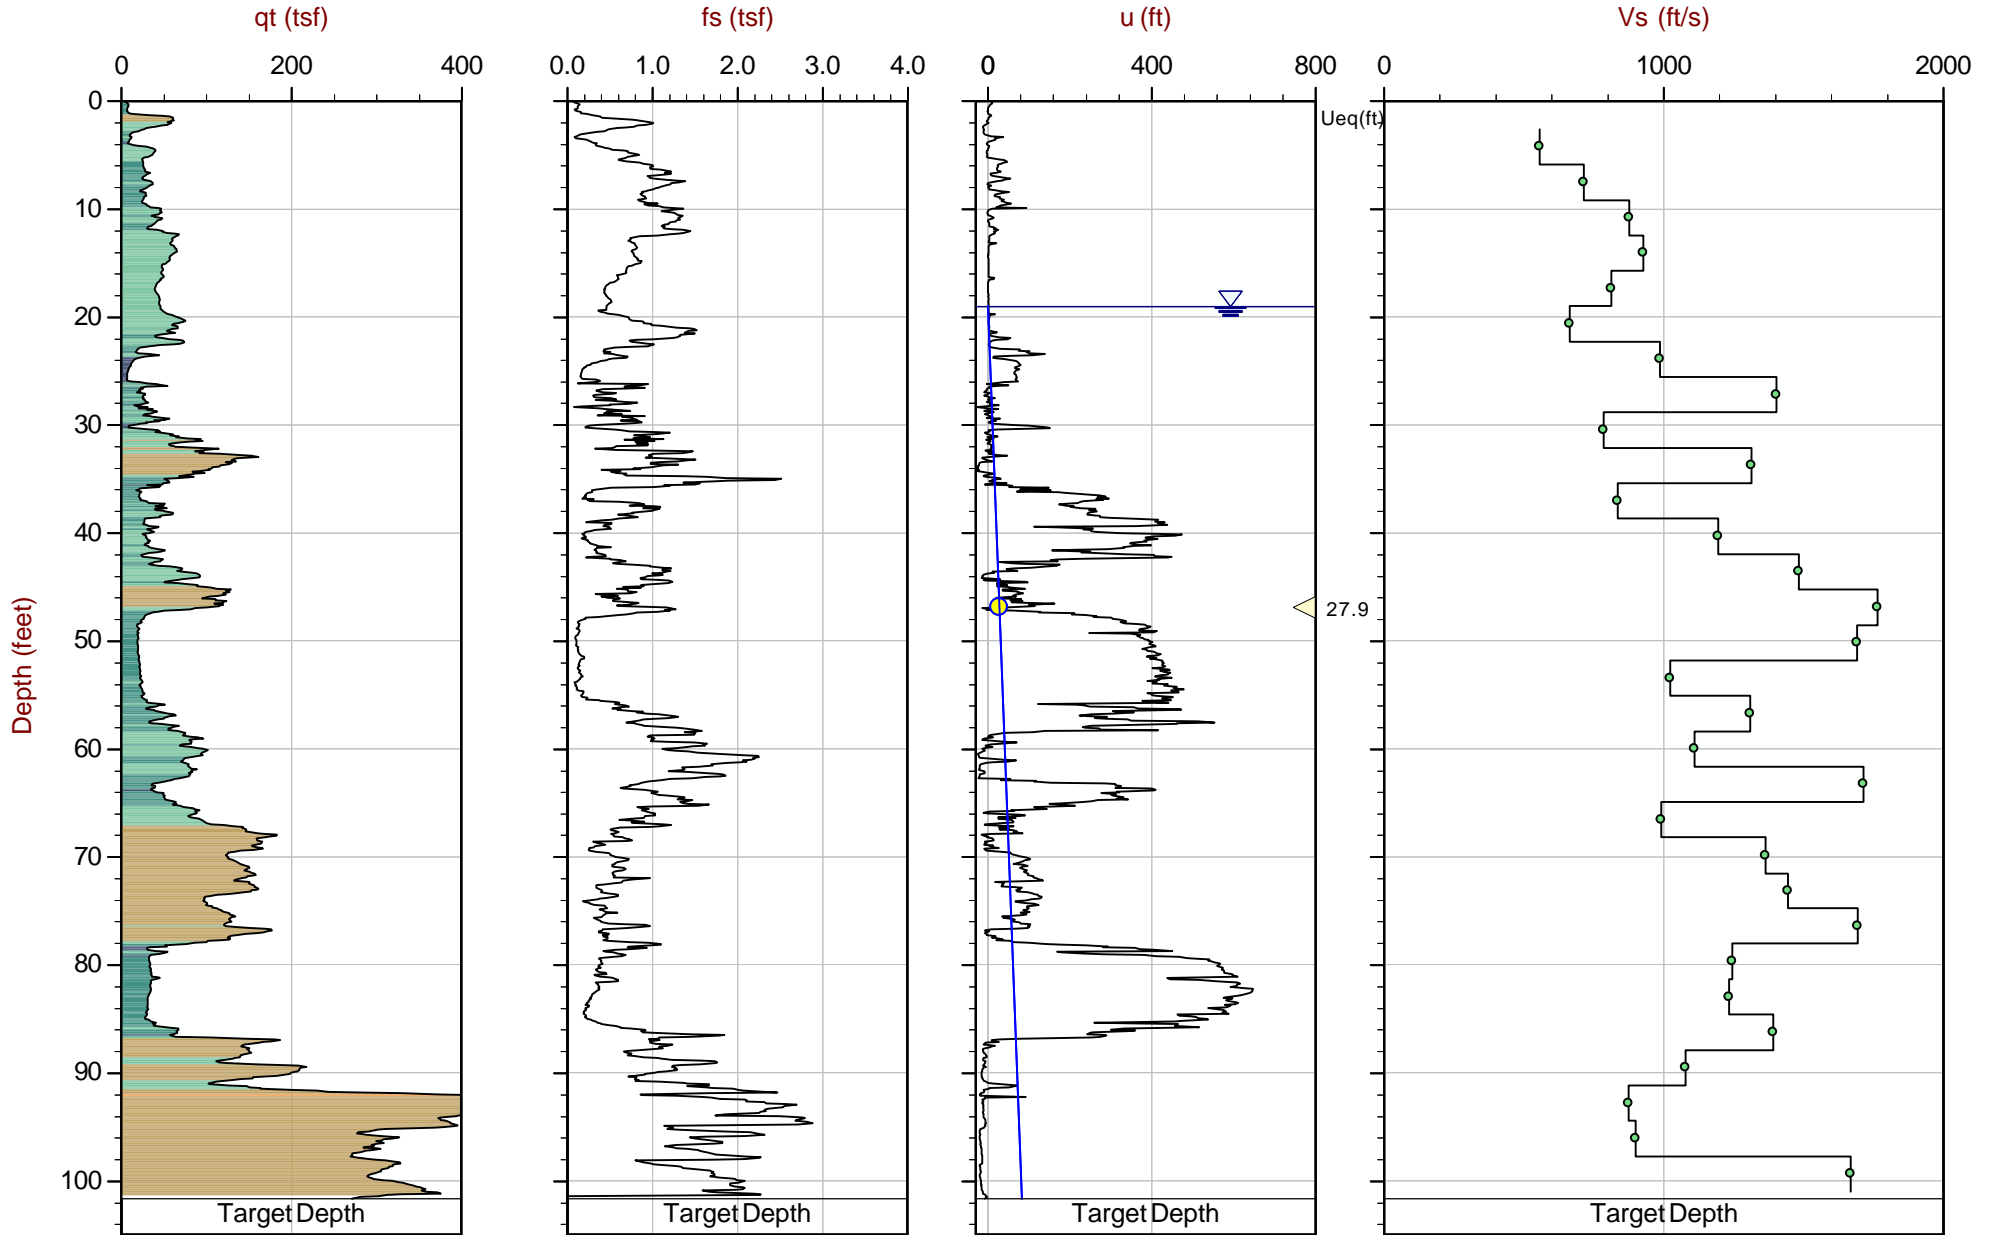 qt (tsf) fs (tsf) u (ft) Vs (ft/s)
0 200 400 0.0 1.0 2.0 3.0 4.0 0 400 800 0 1000 2000
0
Ueq(ft)
10
20
30
40
27.9
50
Depth (feet)
60
70
80
90
100
Target Depth Target Depth Target Depth Target Depth